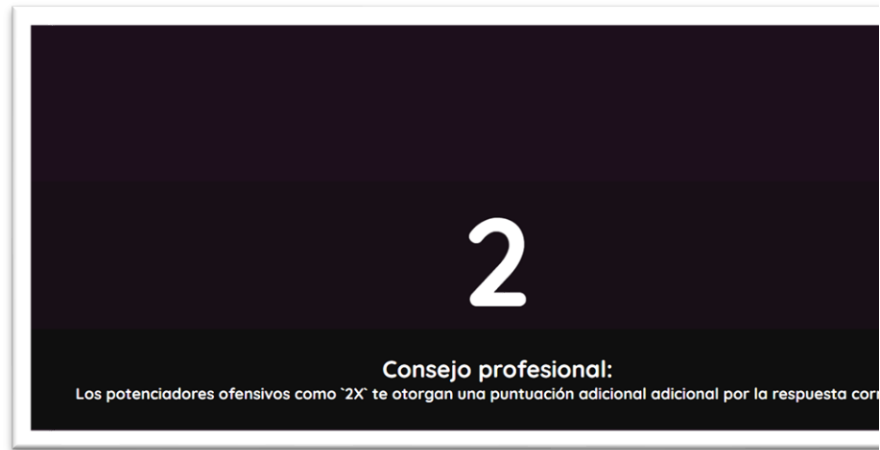 2
Consejo profesional:
Los potenciadores ofensivos como `2X` te otorgan una puntuación adicional adicional por la respuesta